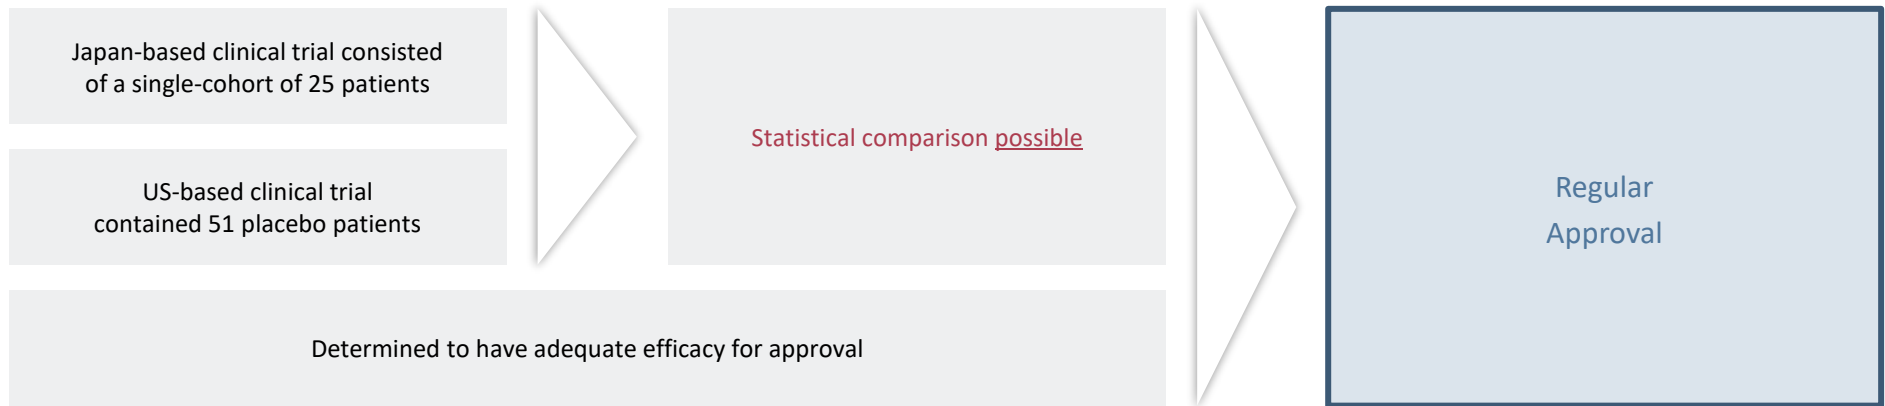 Japan-based clinical trial consisted
of a single-cohort of 25 patients
US-based clinical trial
contained 51 placebo patients
Statistical comparison possible
Determined to have adequate efficacy for approval
Regular
Approval